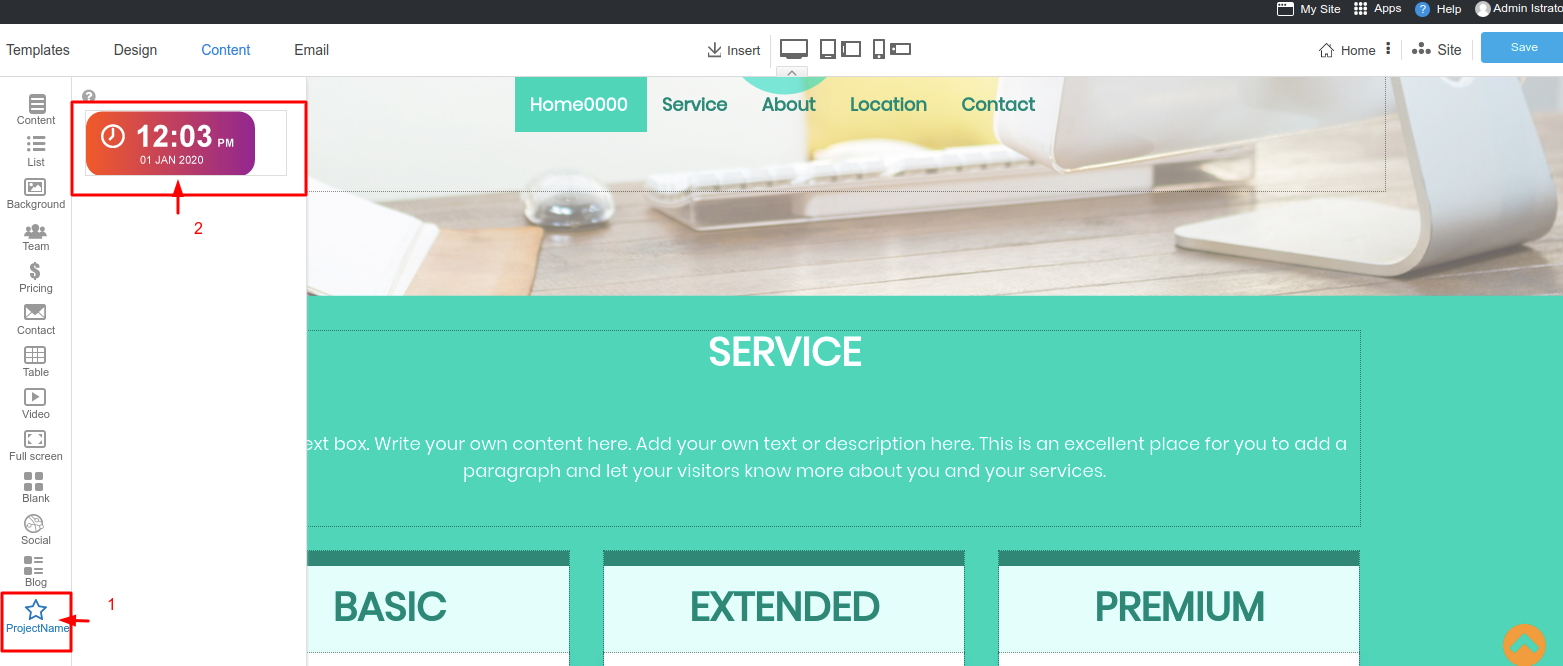 My Site Apps ? Help Admin Istrato
Templates Design Content Email Insert Home Site Save
Content
List
Background
Team
$
Pricing
Contact
Table
Video
Full screen
Blank
Social
Blog
ProjectName
1
?
12:03 PM
01 JAN 2020
2
Home0000 Service About Location Contact
SERVICE
ext box. Write your own content here. Add your own text or description here. This is an excellent place for you to add a
paragraph and let your visitors know more about you and your services.
BASIC EXTENDED PREMIUM